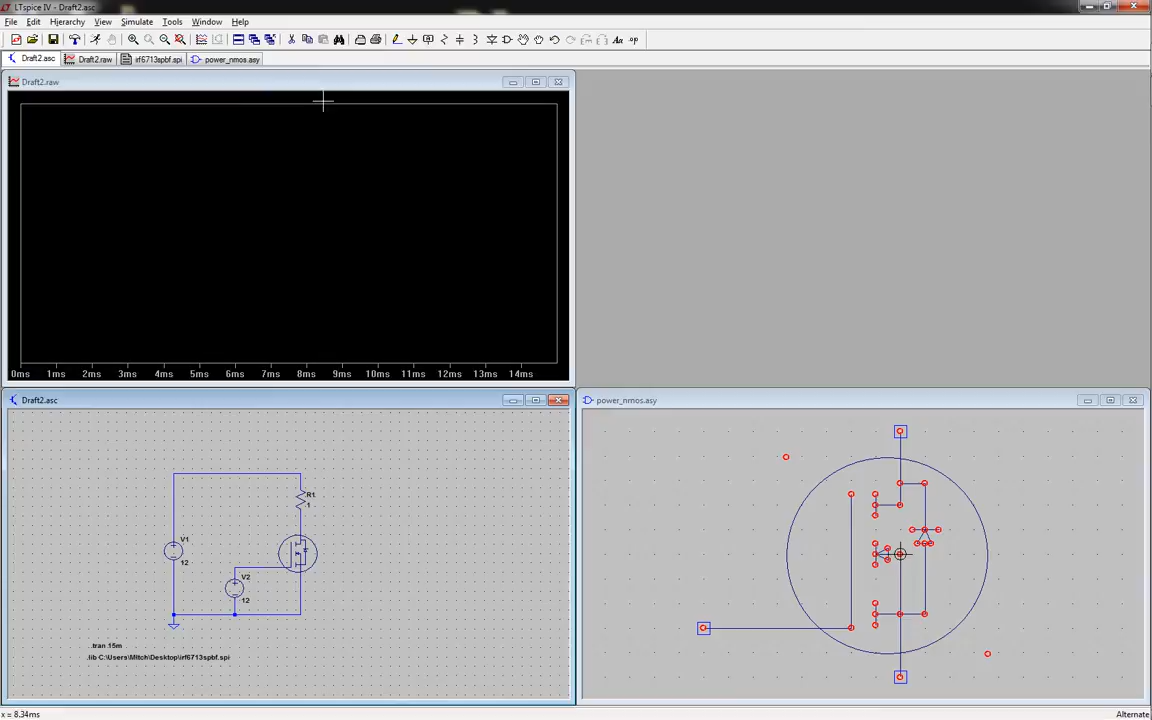 LTspice IV - Draft2.asc
File Edit Hierarchy View Simulate Tools Window Help
Draft2.asc Draft2.raw irf6713spbf.spi power_nmos.asy
Draft2.raw
0ms 1ms 2ms 3ms 4ms 5ms 6ms 7ms 8ms 9ms 10ms 11ms 12ms 13ms 14ms
Draft2.asc
R1
1
V1
12
V2
12
.tran 15m
.lib C:\Users\Mitch\Desktop\irf6713spbf.spi
power_nmos.asy
x = 8.34ms
Alternate